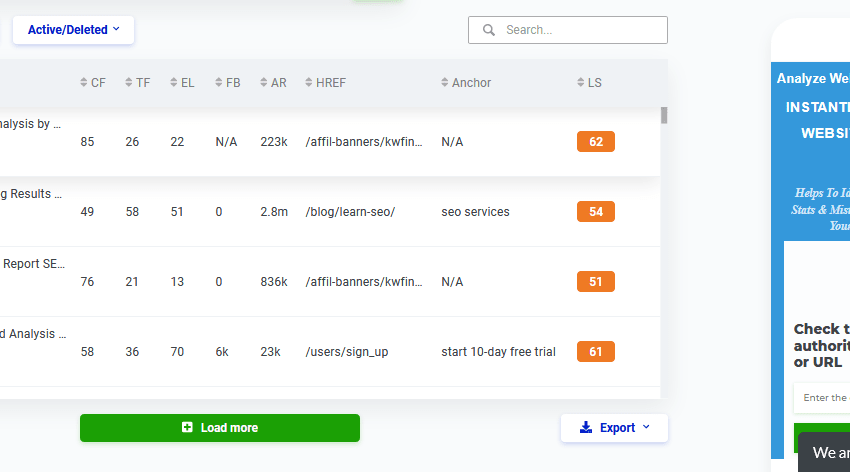 Active/Deleted
Search...
CF TF EL FB AR HREF Anchor LS
nalysis by ...
85 26 22 N/A 223k /affil-banners/kwfin... N/A 62
g Results ...
49 58 51 0 2.8m /blog/learn-seo/ seo services 54
Report SE...
76 21 13 0 836k /affil-banners/kwfin... N/A 51
d Analysis ...
58 36 70 6k 23k /users/sign_up start 10-day free trial 61
Load more
Export
Analyze We
INSTANT
WEBSI
Helps To Id
Stats & Mist
Your
Check t
authorit
or URL
Enter the
We ar